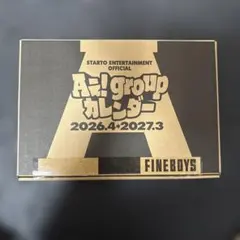 STARTO ENTERTAINMENT
OFFICIAL
Aぇ! group
カレンダー
2026.4▸2027.3
FINEBOYS